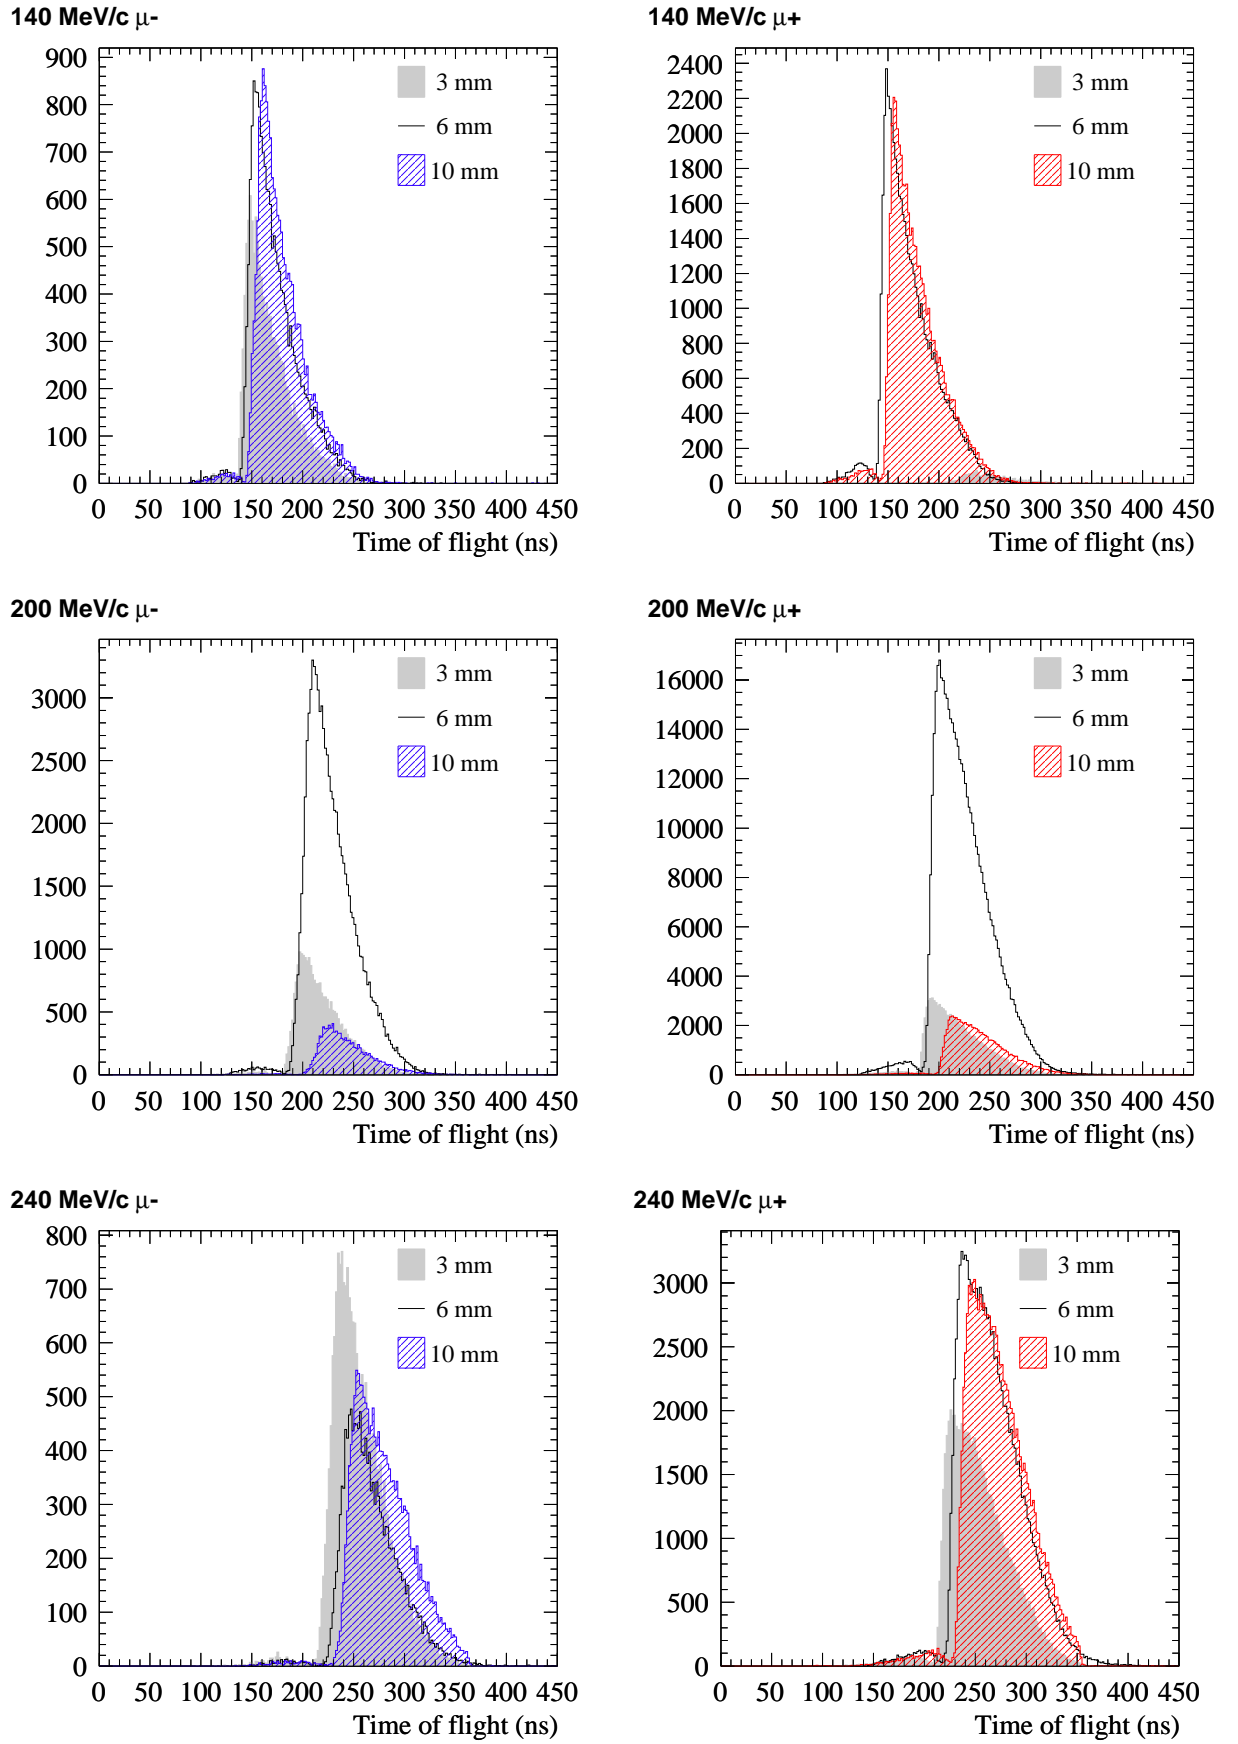 140 MeV/c μ-
900
800
700
600
500
400
300
200
100
0
3 mm
6 mm
10 mm
0 50 100 150 200 250 300 350 400 450
Time of flight (ns)
140 MeV/c μ+
2400
2200
2000
1800
1600
1400
1200
1000
800
600
400
200
0
3 mm
6 mm
10 mm
0 50 100 150 200 250 300 350 400 450
Time of flight (ns)
200 MeV/c μ-
3000
2500
2000
1500
1000
500
0
3 mm
6 mm
10 mm
0 50 100 150 200 250 300 350 400 450
Time of flight (ns)
200 MeV/c μ+
16000
14000
12000
10000
8000
6000
4000
2000
0
3 mm
6 mm
10 mm
0 50 100 150 200 250 300 350 400 450
Time of flight (ns)
240 MeV/c μ-
800
700
600
500
400
300
200
100
0
3 mm
6 mm
10 mm
0 50 100 150 200 250 300 350 400 450
Time of flight (ns)
240 MeV/c μ+
3000
2500
2000
1500
1000
500
0
3 mm
6 mm
10 mm
0 50 100 150 200 250 300 350 400 450
Time of flight (ns)